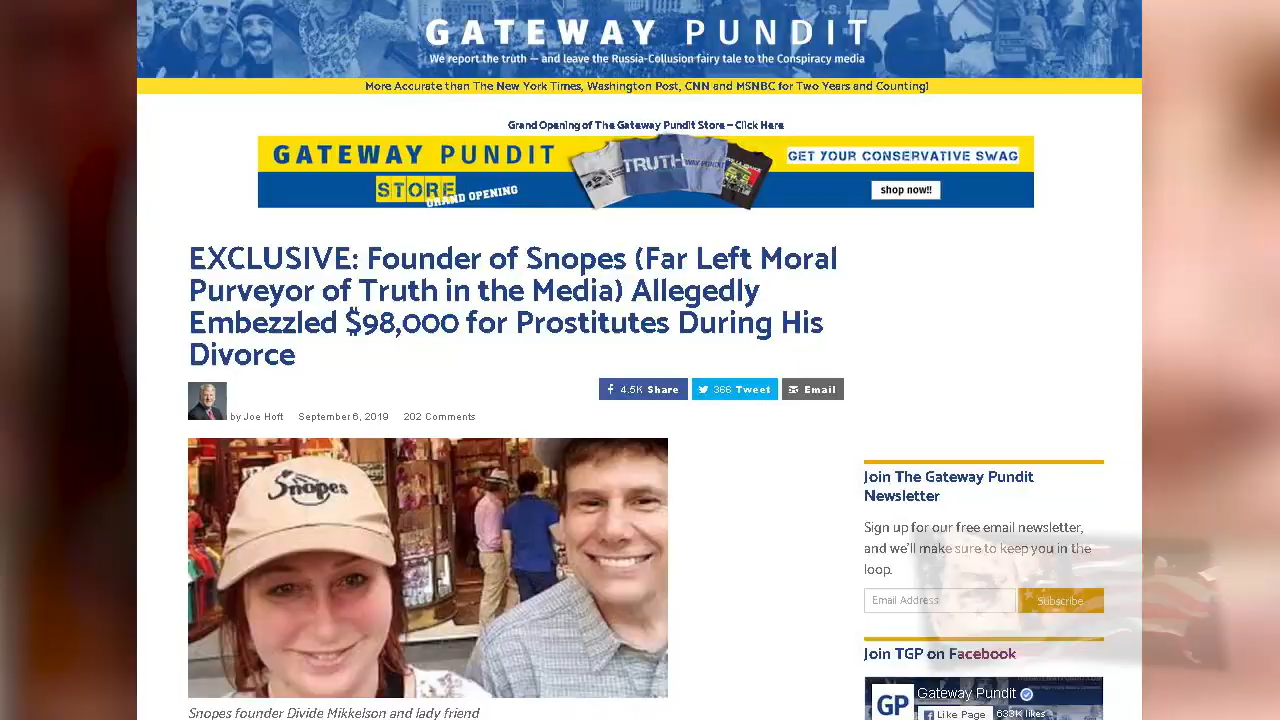 GATEWAY PUNDIT
We report the truth — and leave the Russia-Collusion fairy tale to the Conspiracy media
More Accurate than The New York Times, Washington Post, CNN and MSNBC for Two Years and Counting!
Grand Opening of The Gateway Pundit Store – Click Here
GATEWAY PUNDIT
STORE
GRAND OPENING
TRUTH
GET YOUR CONSERVATIVE SWAG
shop now!!
EXCLUSIVE: Founder of Snopes (Far Left Moral
Purveyor of Truth in the Media) Allegedly
Embezzled $98,000 for Prostitutes During His
Divorce
by Joe Hoft September 6, 2019 202 Comments
4.5K Share
366 Tweet
Email
Snopes
Snopes founder Divide Mikkelson and lady friend
Join The Gateway Pundit
Newsletter
Sign up for our free email newsletter,
and we'll make sure to keep you in the
loop.
Email Address
Subscribe
Join TGP on Facebook
GP
Gateway Pundit
Like Page
633K likes